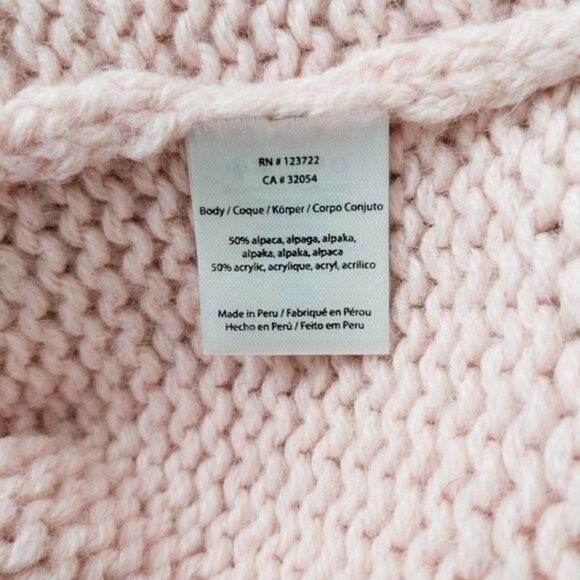 RN # 123722
CA # 32054
Body / Coque / Körper / Corpo Conjuto
50% alpaca, alpaga, alpaka,
alpaka, alpaka, alpaca
50% acrylic, acrylique, acryl, acrilico
Made in Peru / Fabriqué en Pérou
Hecho en Perú / Feito em Peru